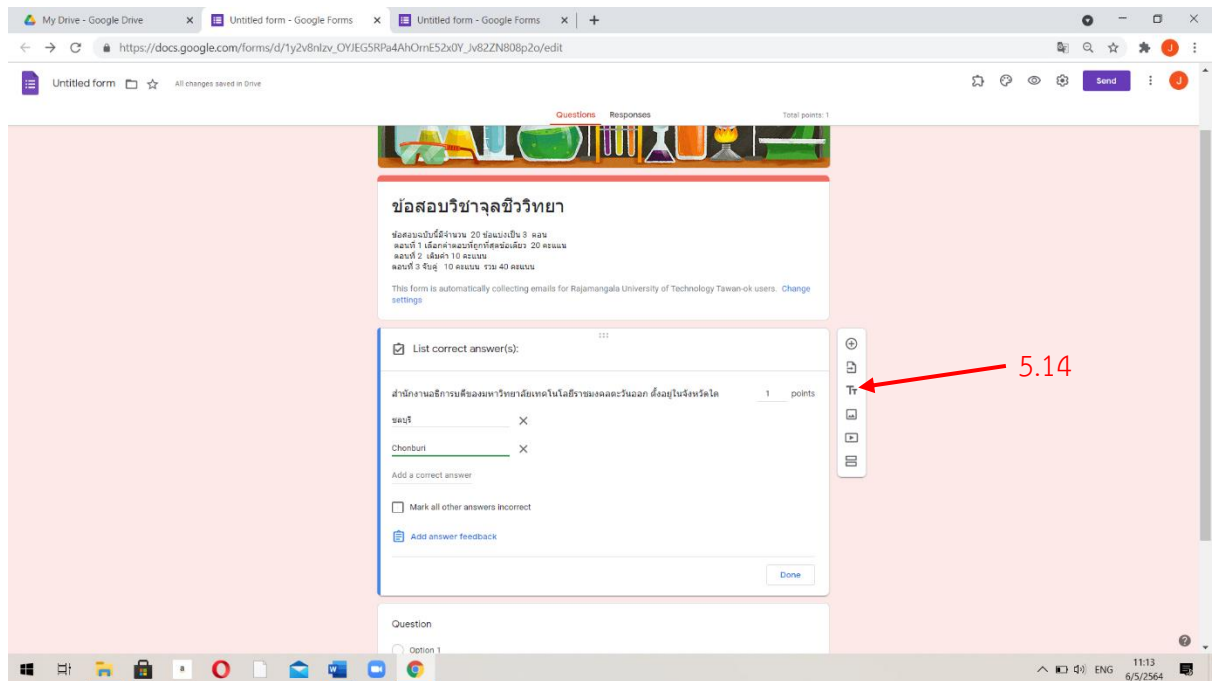 My Drive - Google Drive
Untitled form - Google Forms
Untitled form - Google Forms
https://docs.google.com/forms/d/1y2v8nIzv_OYJEG5RPa4AhOrnE52x0Y_Jv82ZN808p2o/edit
Untitled form
All changes saved in Drive
Send
J
Questions Responses
Total points: 1
ข้อสอบวิชาจุลชีววิทยา
ข้อสอบฉบับนี้มีจำนวน 20 ข้อแบ่งเป็น 3 ตอน
ตอนที่ 1 เลือกคำตอบที่ถูกที่สุดข้อเดียว 20 คะแนน
ตอนที่ 2 เติมคำ 10 คะแนน
ตอนที่ 3 จับคู่ 10 คะแนน รวม 40 คะแนน
This form is automatically collecting emails for Rajamangala University of Technology Tawan-ok users. Change
settings
List correct answer(s):
5.14
สำนักงานอธิการบดีของมหาวิทยาลัยเทคโนโลยีราชมงคลตะวันออก ตั้งอยู่ในจังหวัดใด
1 points
ชลบุรี
Chonburi
Add a correct answer
Mark all other answers incorrect
Add answer feedback
Done
Question
Option 1
ENG
11:13
6/5/2564